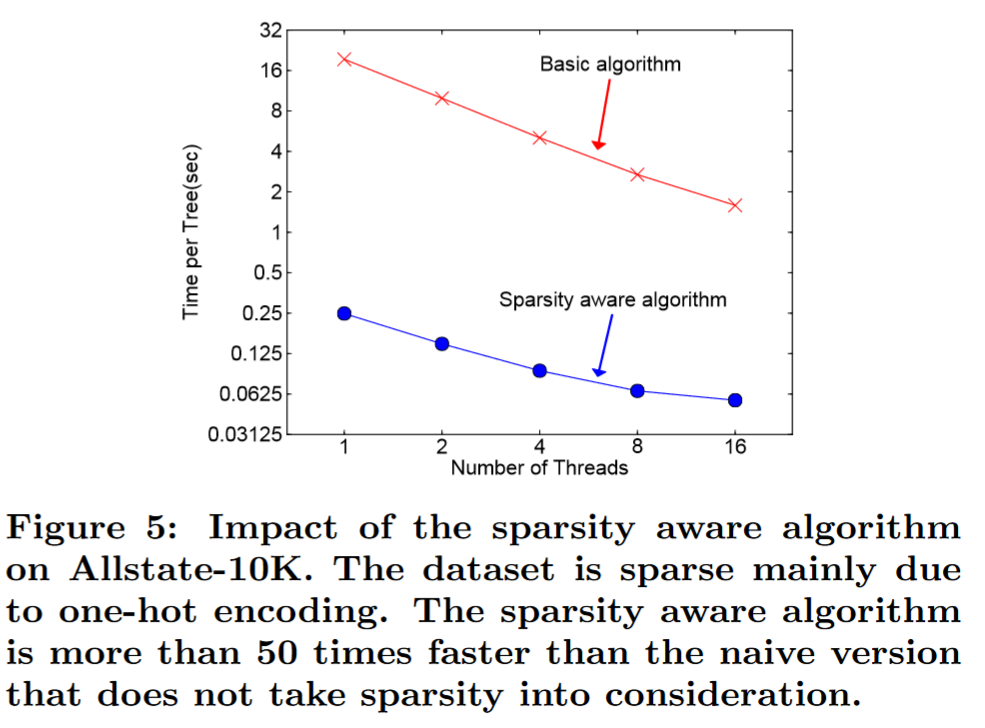 32
16
8
4
2
1
0.5
0.25
0.125
0.0625
0.03125
Time per Tree(sec)
Basic algorithm
Sparsity aware algorithm
1 2 4 8 16
Number of Threads
Figure 5: Impact of the sparsity aware algorithm
on Allstate-10K. The dataset is sparse mainly due
to one-hot encoding. The sparsity aware algorithm
is more than 50 times faster than the naive version
that does not take sparsity into consideration.